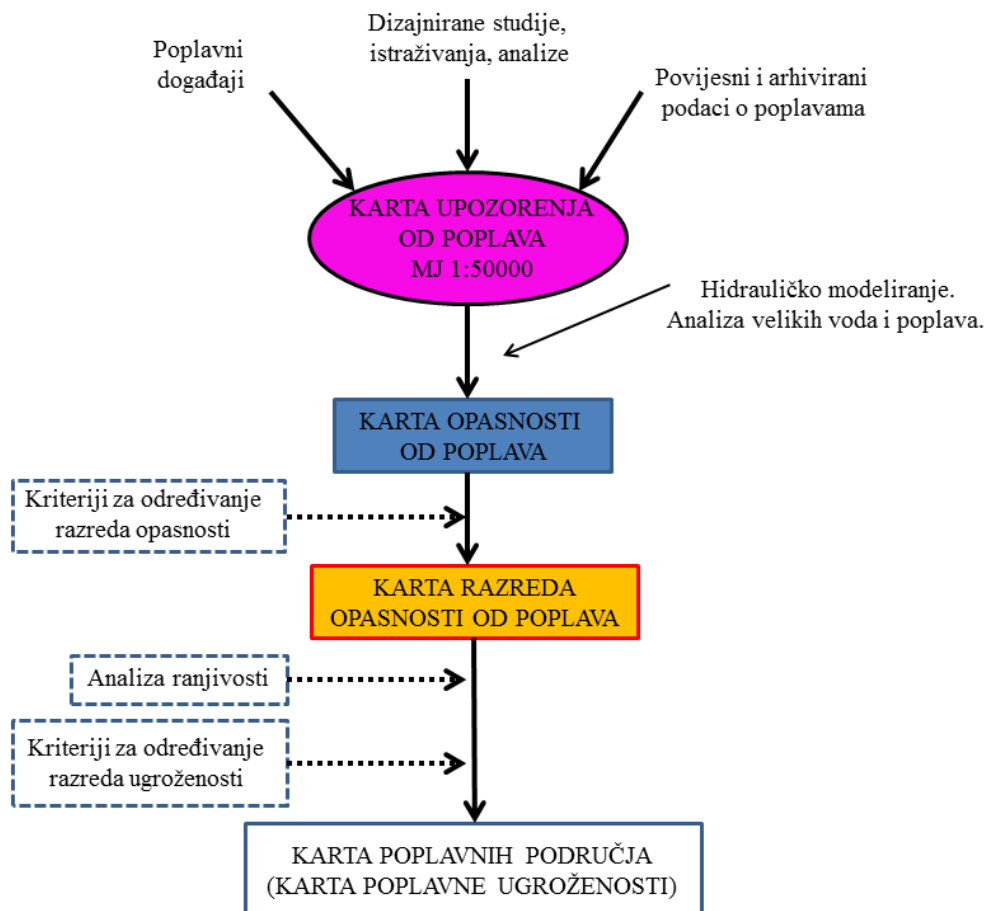 Poplavni
događaji
Dizajnirane studije,
istraživanja, analize
Povijesni i arhivirani
podaci o poplavama
KARTA UPOZORENJA
OD POPLAVA
MJ 1:50000
Hidrauličko modeliranje.
Analiza velikih voda i poplava.
KARTA OPASNOSTI
OD POPLAVA
Kriteriji za određivanje
razreda opasnosti
KARTA RAZREDA
OPASNOSTI OD POPLAVA
Analiza ranjivosti
Kriteriji za određivanje
razreda ugroženosti
KARTA POPLAVNIH PODRUČJA
(KARTA POPLAVNE UGROŽENOSTI)